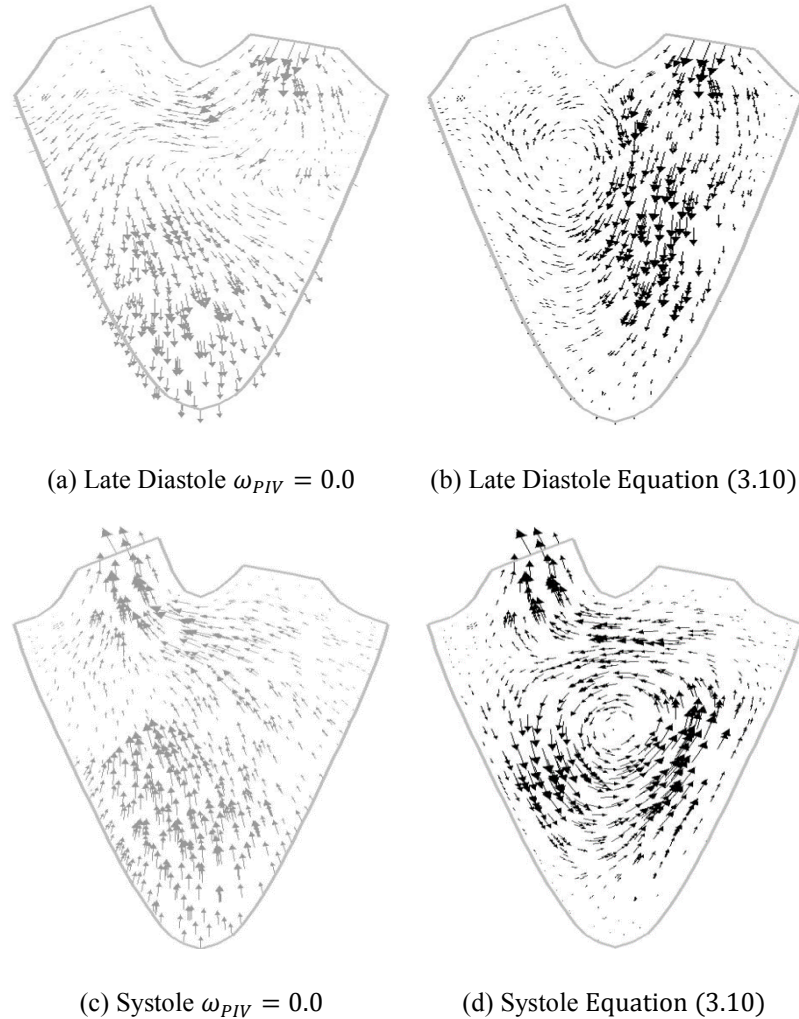 (a) Late Diastole ω_PIV = 0.0
(b) Late Diastole Equation (3.10)
(c) Systole ω_PIV = 0.0
(d) Systole Equation (3.10)